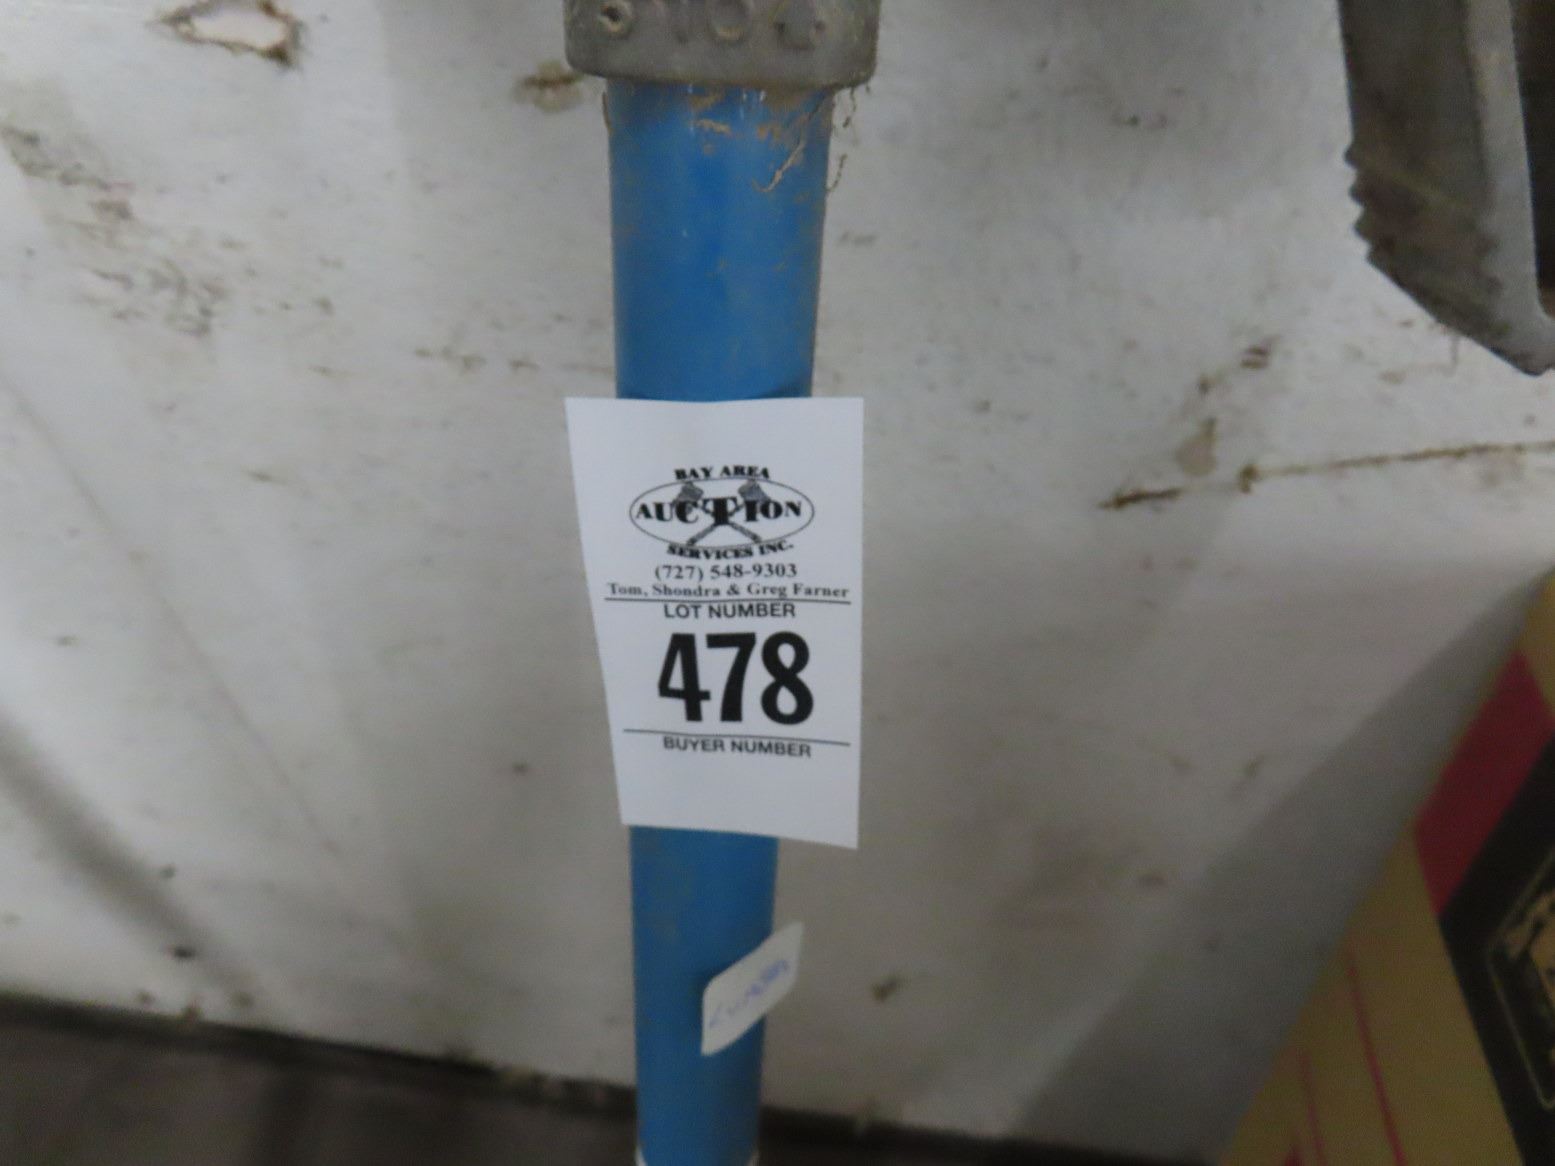 BAY AREA
AUCTION
SERVICES INC.
(727) 548-9303
Tom, Shondra & Greg Farner
LOT NUMBER
478
BUYER NUMBER